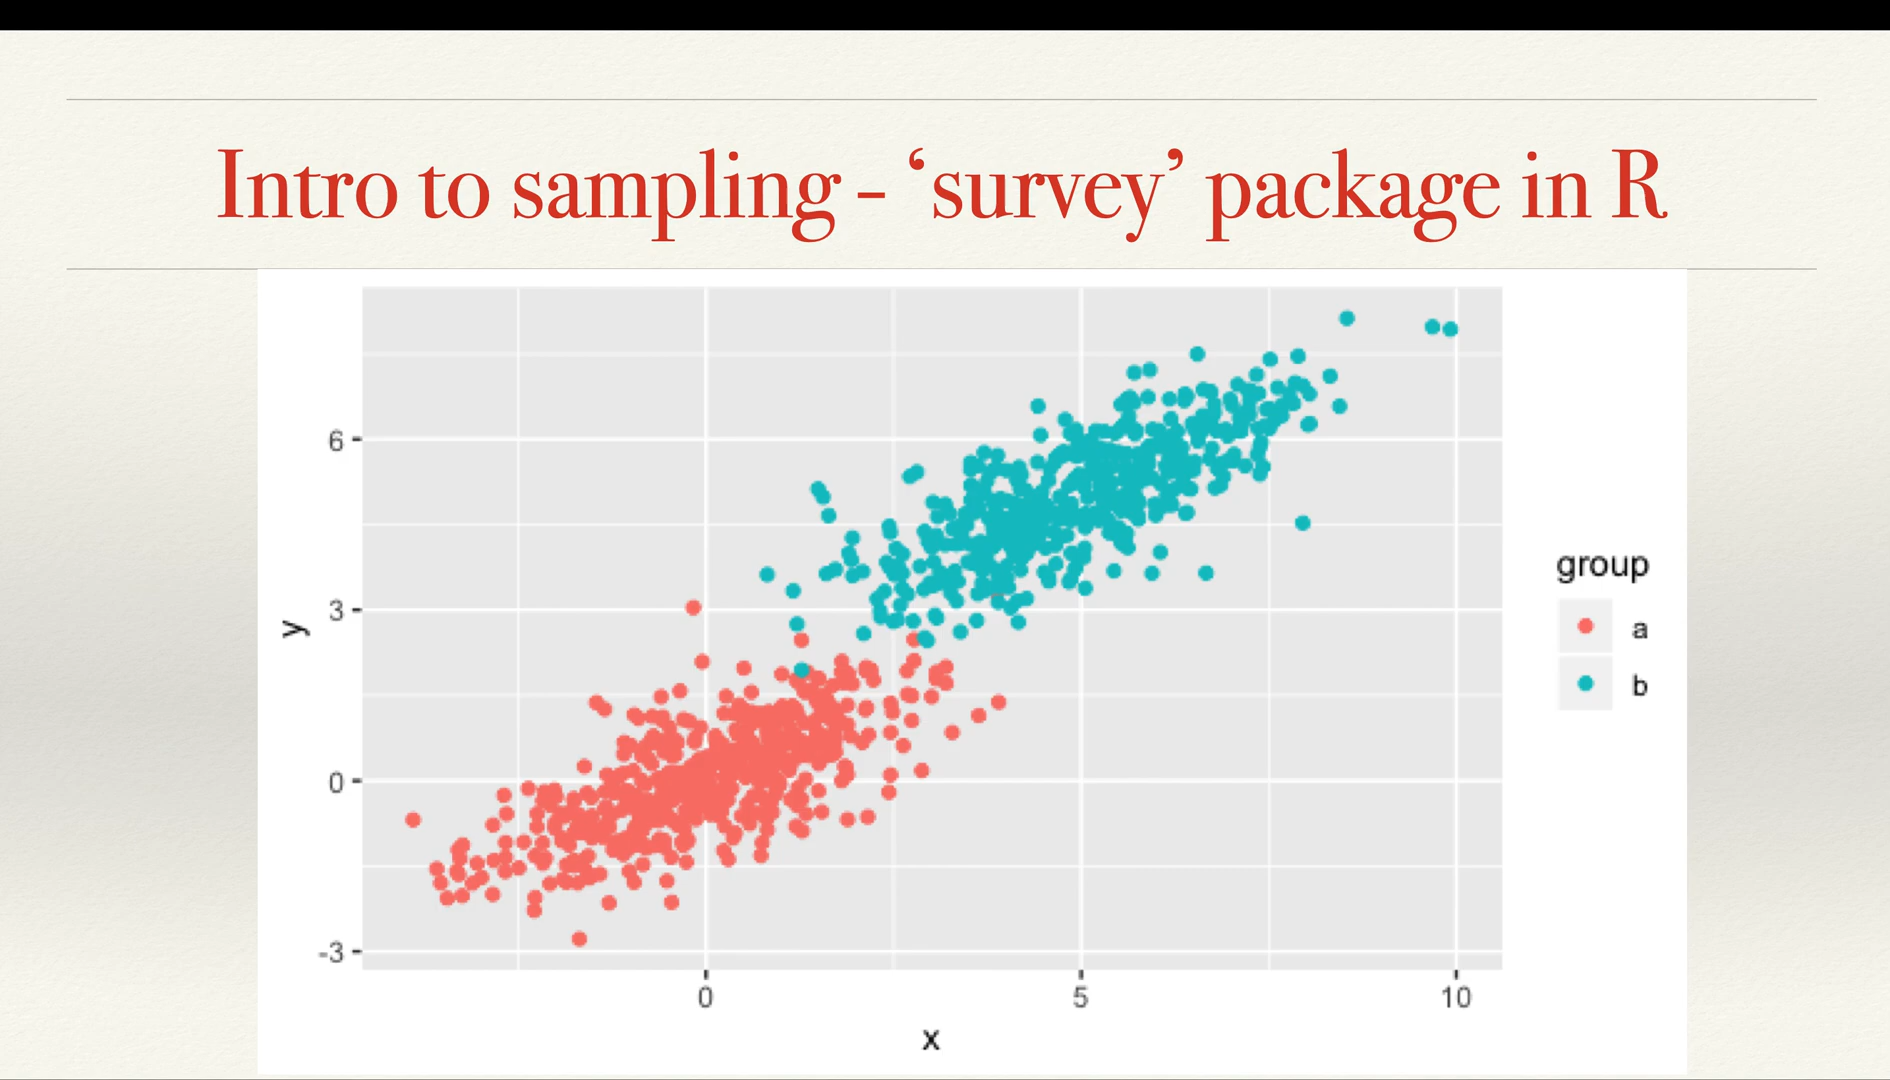 Intro to sampling - ‘survey’ package in R
6
3
0
-3
y
0 5 10
x
group
a
b